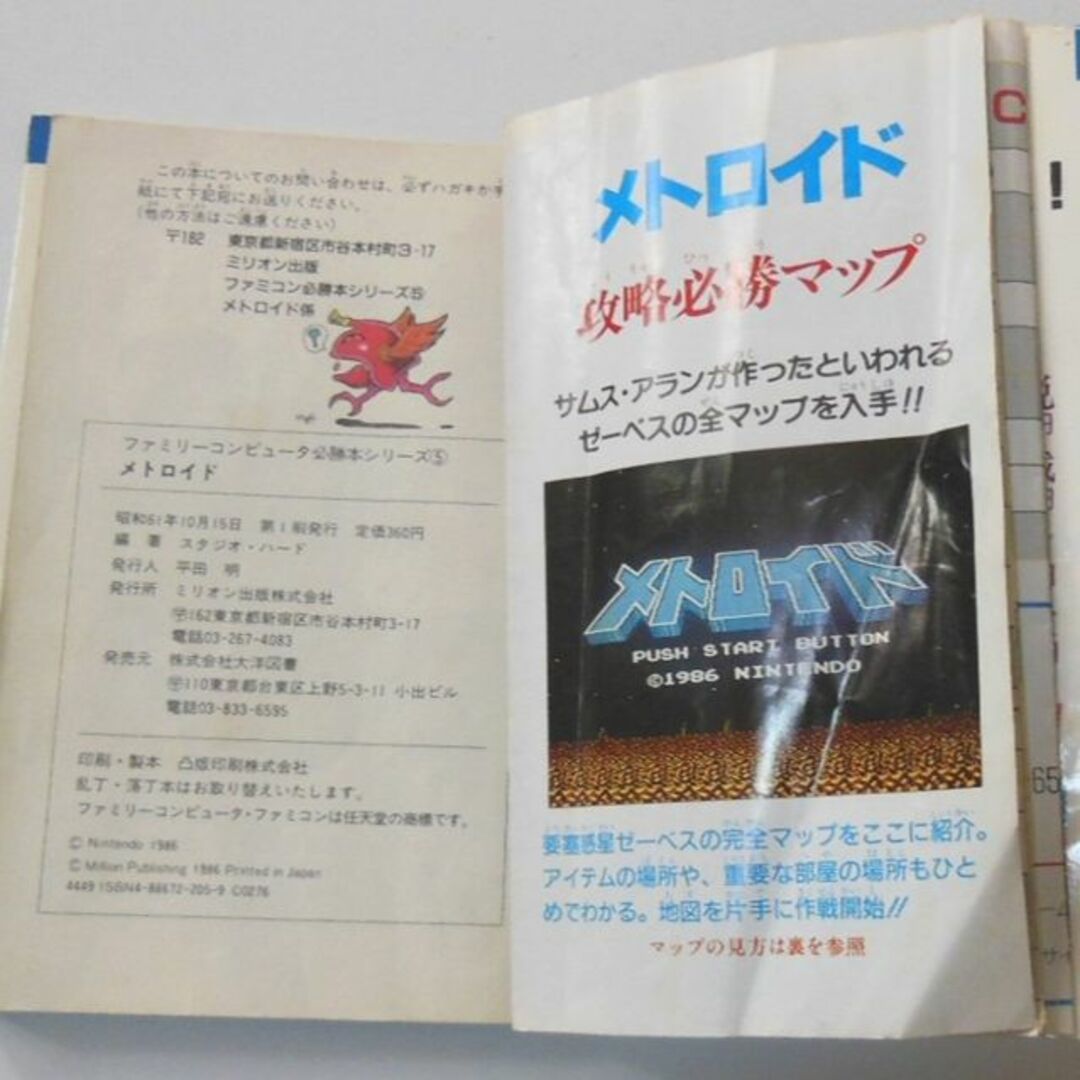 この本についてのお問い合わせは、必ずハガキか手
紙にて下記宛にお送りください。
(他の方法はご遠慮ください)
〒162 東京都新宿区市谷本村町3-17
ミリオン出版
ファミコン必勝本シリーズ⑤
メトロイド係
?
ファミリーコンピュータ必勝本シリーズ⑤
メトロイド
昭和61年10月15日 第1刷発行 定価360円
編著 スタジオ・ハード
発行人 平田 明
発行所 ミリオン出版株式会社
〒162東京都新宿区市谷本村町3-17
電話03-267-4083
発売元 株式会社大洋図書
〒110東京都台東区上野5-3-11 小出ビル
電話03-833-6595
印刷・製本 凸版印刷株式会社
乱丁・落丁本はお取り替えいたします。
ファミリーコンピュータ・ファミコンは任天堂の商標です。
© Nintendo 1986
© Million Publishing 1986 Printed in Japan
4449 ISBN4-88672-205-9 C0276
メトロイド
攻略必勝マップ
サムス・アランが作ったといわれる
ゼーベスの全マップを入手!!
メトロイド
PUSH START BUTTON
©1986 NINTENDO
要塞惑星ゼーベスの完全マップをここに紹介。
アイテムの場所や、重要な部屋の場所もひと
めでわかる。地図を片手に作戦開始!!
マップの見方は裏を参照
C
!
65